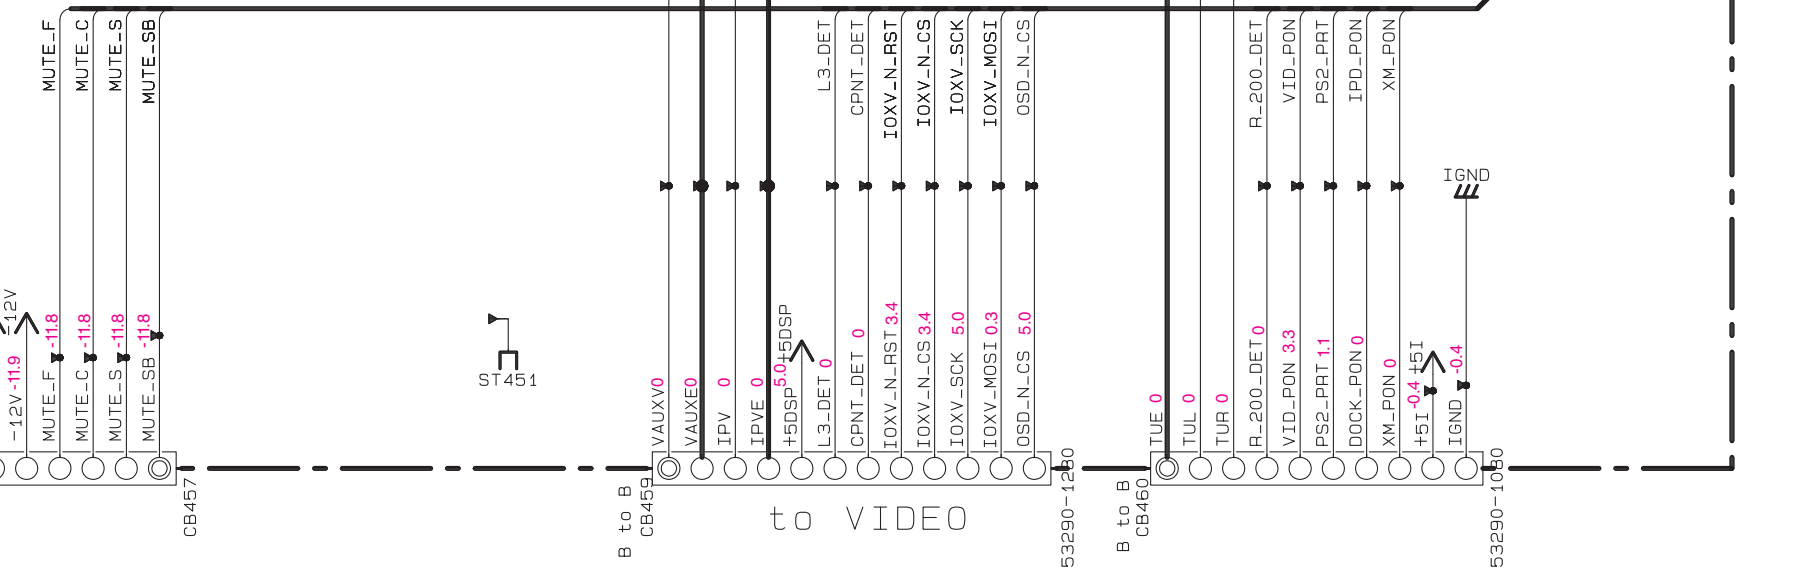 MUTE_F
MUTE_C
MUTE_S
MUTE_SB
L3_DET
CPNT_DET
IOXV_N_RST
IOXV_N_CS
IOXV_SCK
IOXV_MOSI
OSD_N_CS
R_200_DET
VID_PON
PS2_PRT
IPD_PON
XM_PON
IGND
-12V
-12V -11.9
MUTE_F -11.8
MUTE_C -11.8
MUTE_S -11.8
MUTE_SB -11.8
CB457
ST451
VAUXV 0
VAUXE 0
IPV 0
IPVE 0
+5DSP 5.0 +5DSP
L3_DET 0
CPNT_DET 0
IOXV_N_RST 3.4
IOXV_N_CS 3.4
IOXV_SCK 5.0
IOXV_MOSI 0.3
OSD_N_CS 5.0
B to B
CB459
to VIDEO
53290-1280
TUE 0
TUL 0
TUR 0
R_200_DET 0
VID_PON 3.3
PS2_PRT 1.1
DOCK_PON 0
XM_PON 0
+5I -0.4 +5I
IGND -0.4
B to B
CB460
53290-1080